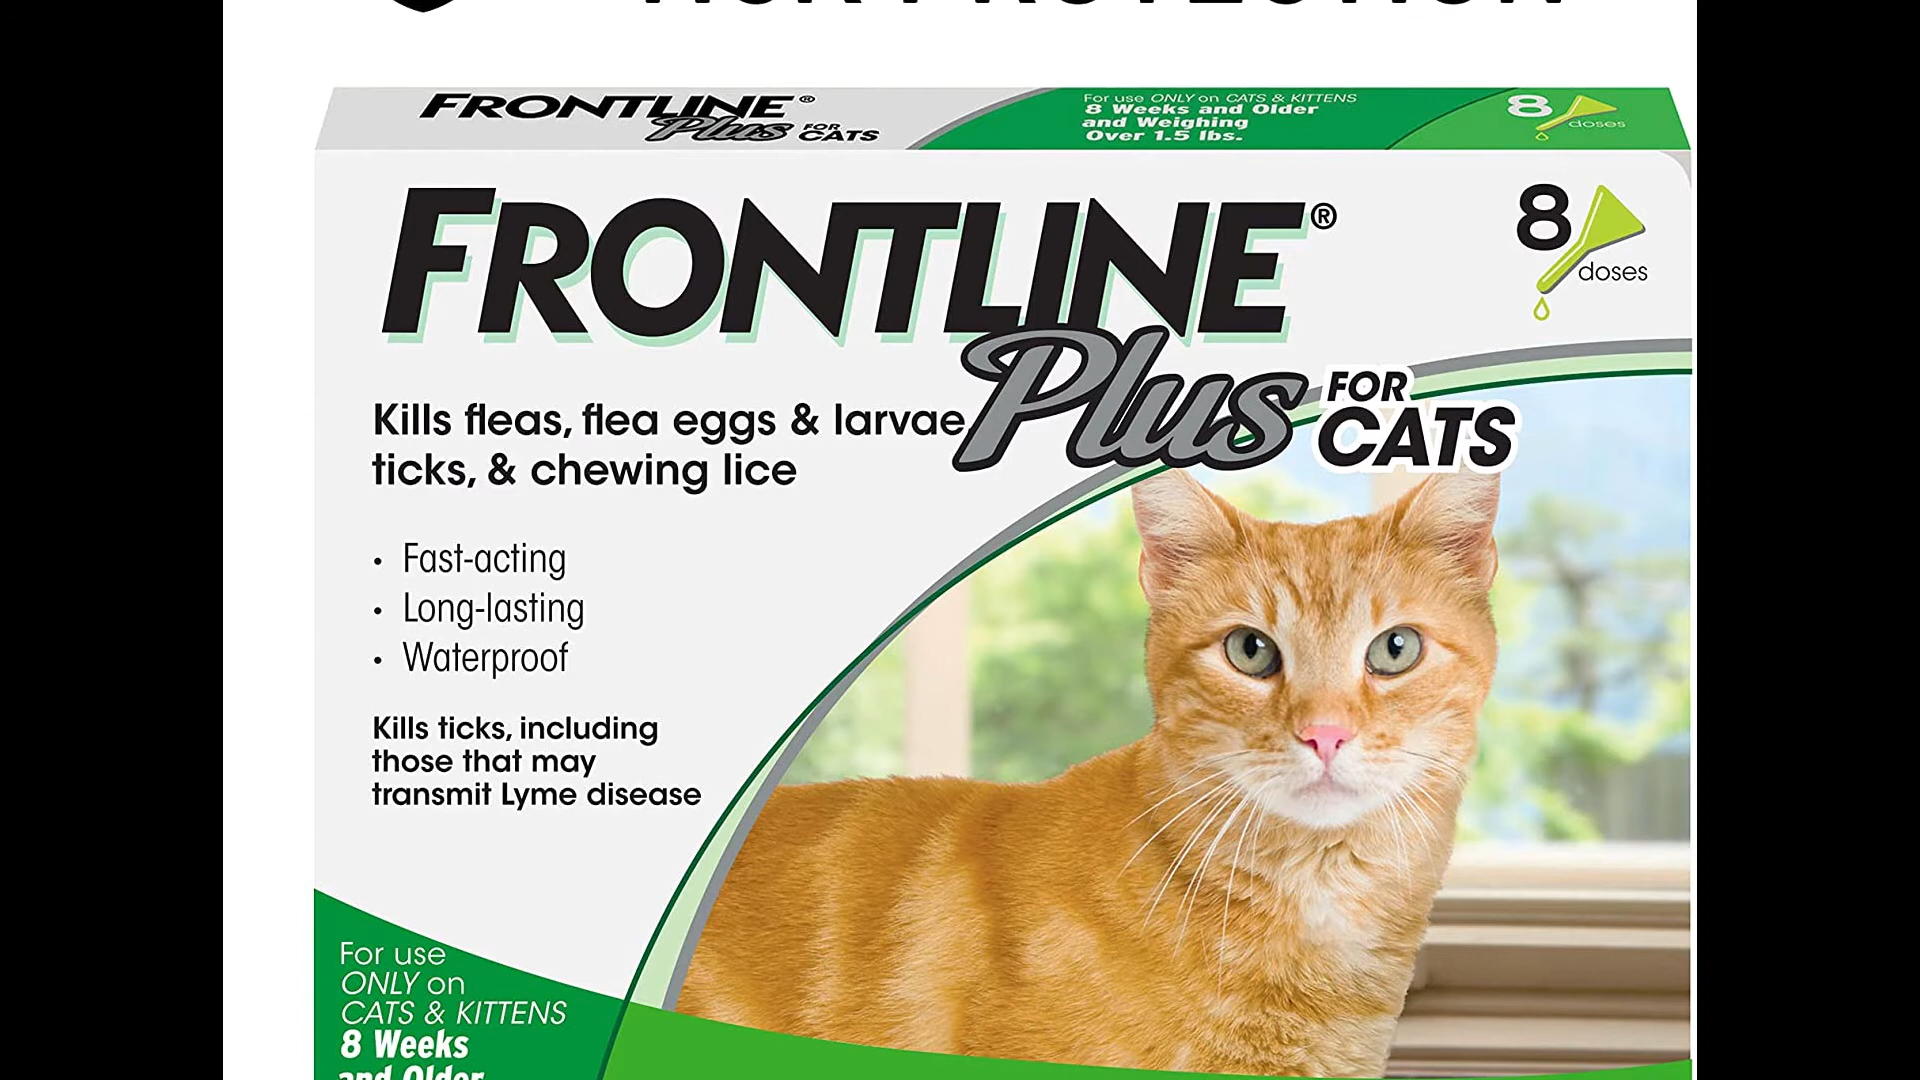 FRONTLINE®
Plus FOR CATS
For use ONLY on CATS & KITTENS
8 Weeks and Older
and Weighing
Over 1.5 lbs.
8 doses
FRONTLINE®
Plus FOR CATS
8 doses
Kills fleas, flea eggs & larvae,
ticks, & chewing lice
• Fast-acting
• Long-lasting
• Waterproof
Kills ticks, including
those that may
transmit Lyme disease
For use
ONLY on
CATS & KITTENS
8 Weeks
and Older